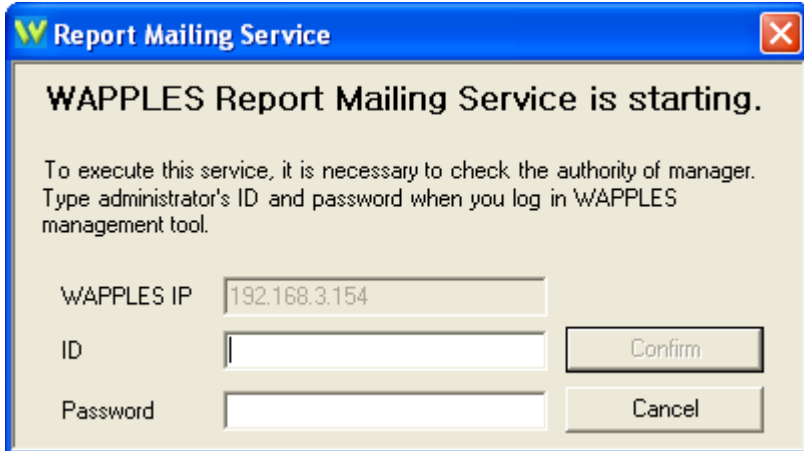 Report Mailing Service
WAPPLES Report Mailing Service is starting.
To execute this service, it is necessary to check the authority of manager.
Type administrator's ID and password when you log in WAPPLES
management tool.
WAPPLES IP 192.168.3.154
ID Confirm
Password Cancel